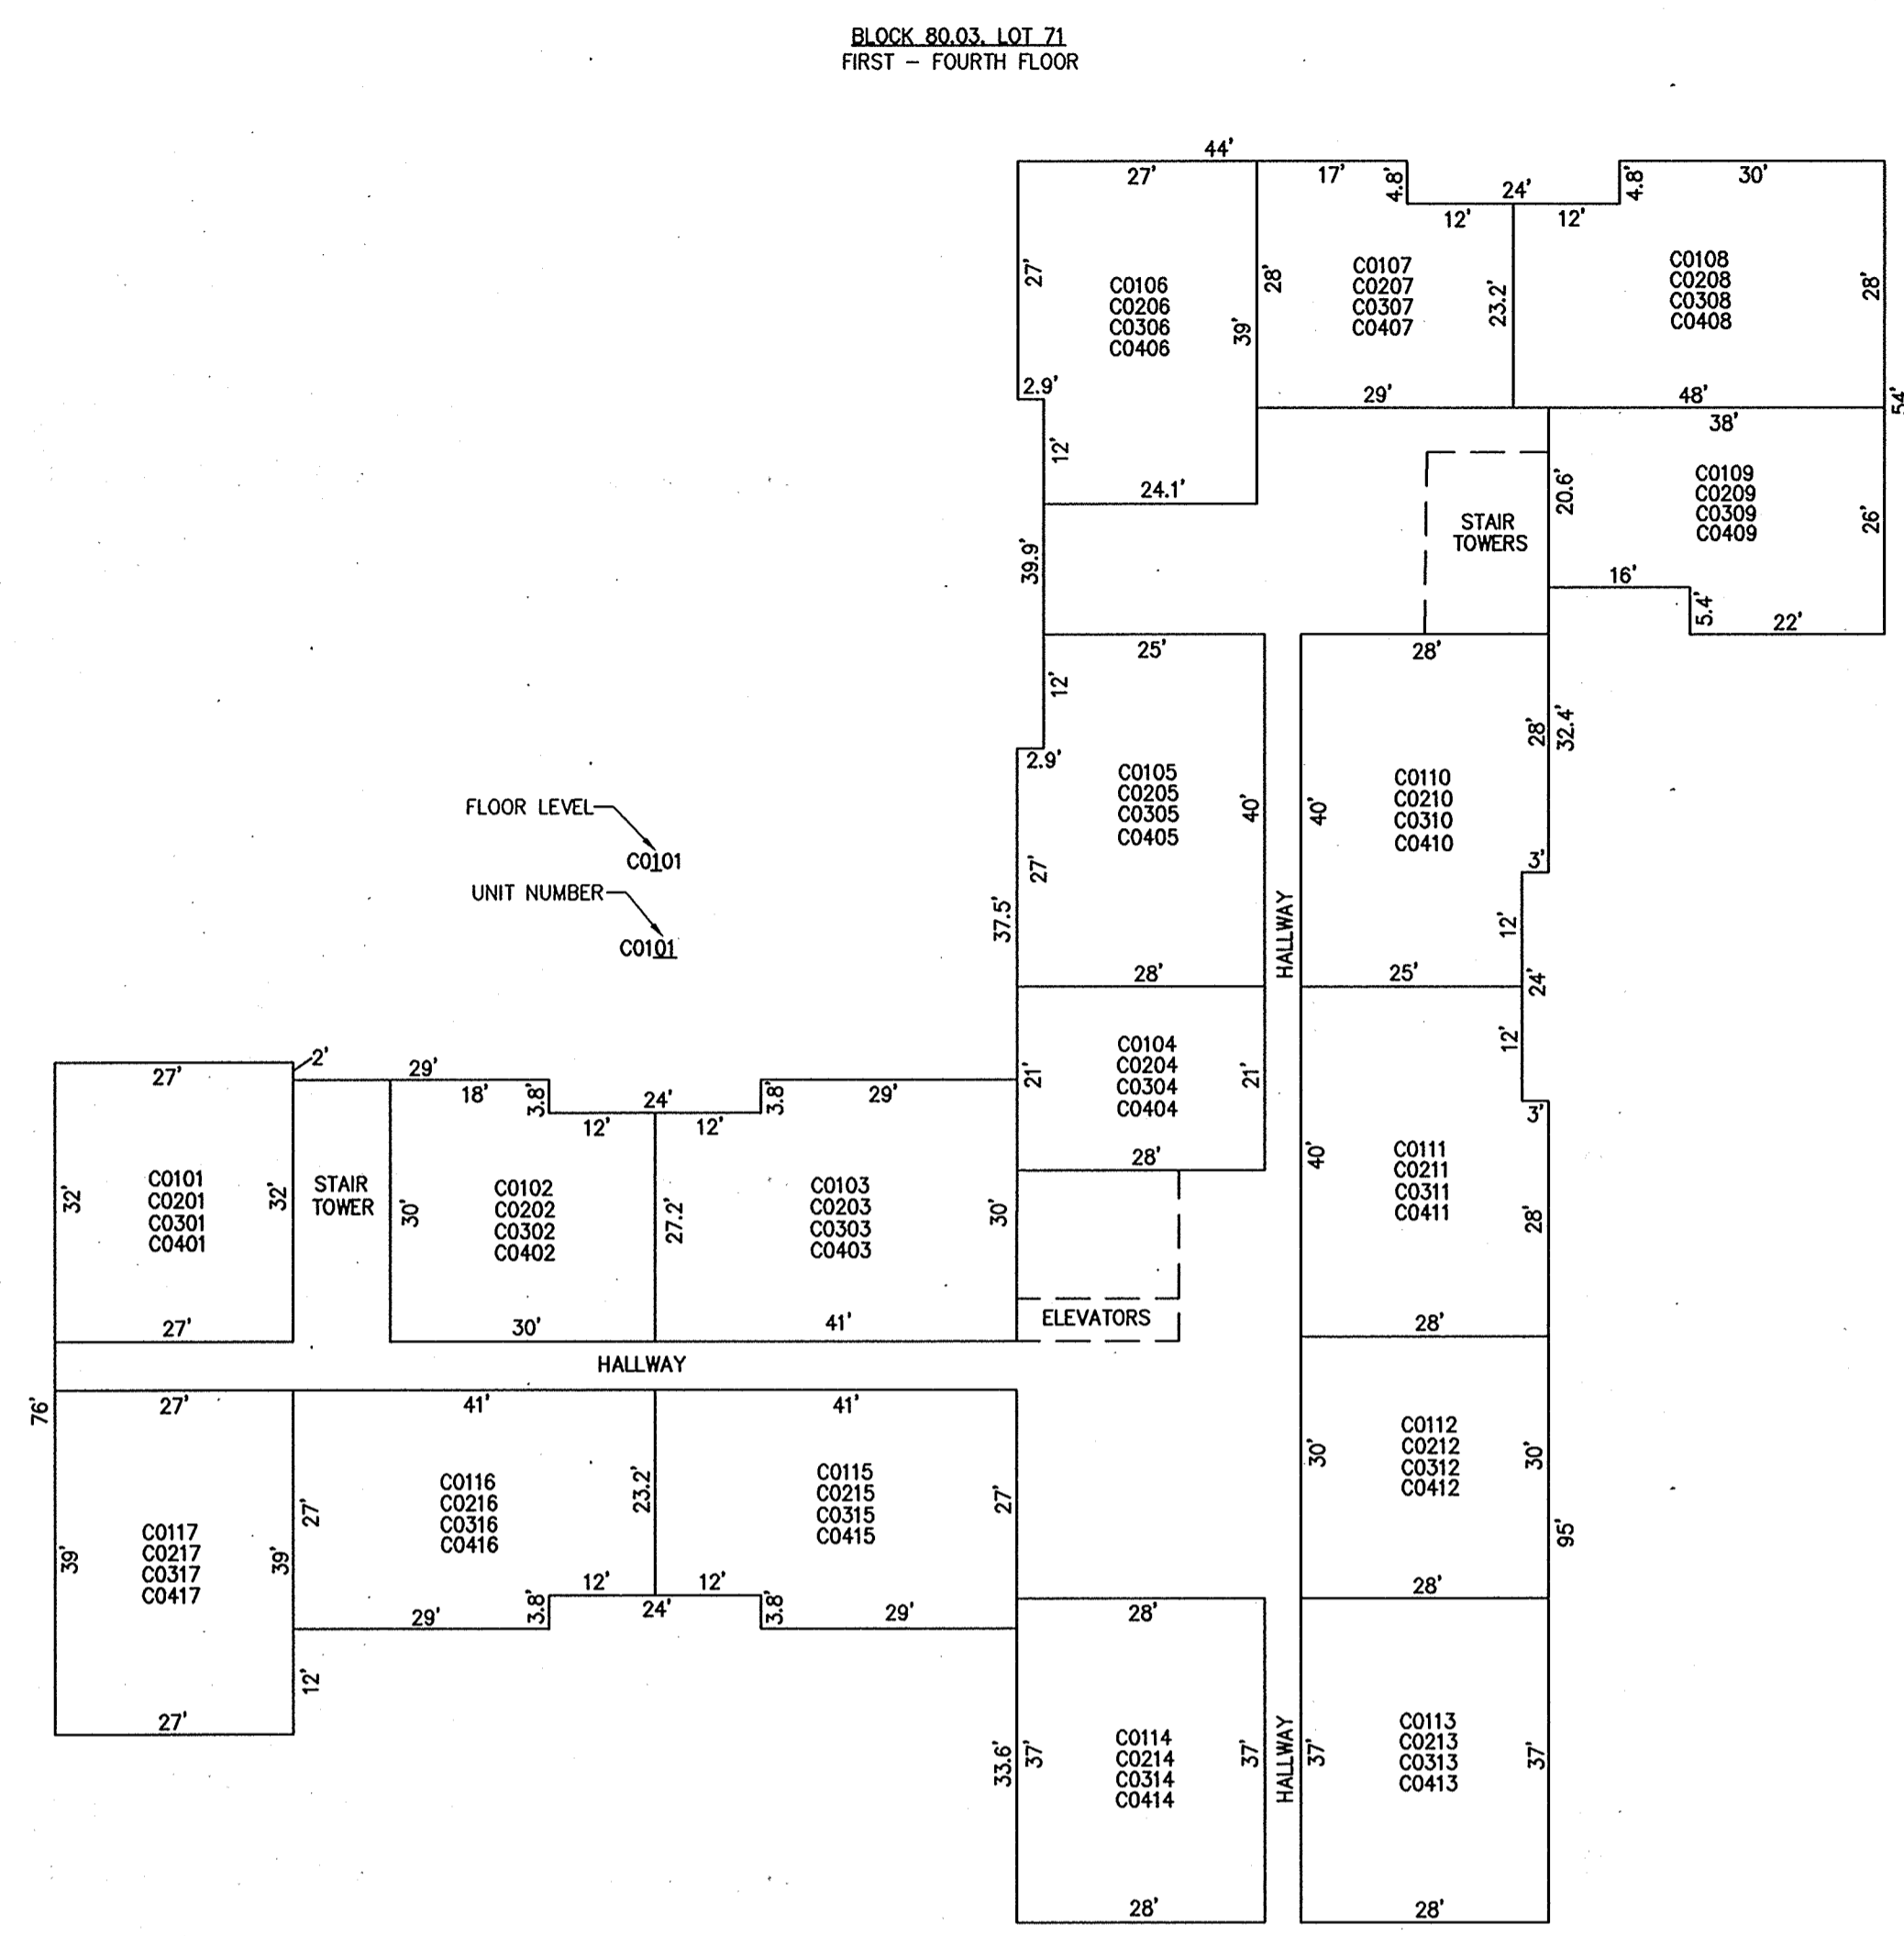 BLOCK 80.03, LOT 71
FIRST – FOURTH FLOOR
44'
27'
17'
4.8'
24'
12'
12'
4.8'
30'
27'
C0106
C0206
C0306
C0406
39'
28'
C0107
C0207
C0307
C0407
23.2'
C0108
C0208
C0308
C0408
28'
2.9'
29'
48'
54'
12'
24.1'
38'
20.6'
C0109
C0209
C0309
C0409
26'
STAIR
TOWERS
39.9'
16'
5.4'
22'
25'
28'
12'
2.9'
28'
32.4'
C0105
C0205
C0305
C0405
40'
40'
C0110
C0210
C0310
C0410
3'
27'
37.5'
HALLWAY
12'
28'
25'
24'
FLOOR LEVEL
C0101
UNIT NUMBER
C0101
C0104
C0204
C0304
C0404
21'
21'
12'
3'
28'
40'
C0111
C0211
C0311
C0411
28'
28'
27'
2'
29'
18'
3.8'
24'
12'
12'
3.8'
29'
32'
C0101
C0201
C0301
C0401
32'
STAIR
TOWER
30'
C0102
C0202
C0302
C0402
27.2'
C0103
C0203
C0303
C0403
30'
27'
30'
41'
ELEVATORS
HALLWAY
76'
27'
41'
41'
39'
C0117
C0217
C0317
C0417
39'
27'
C0116
C0216
C0316
C0416
23.2'
C0115
C0215
C0315
C0415
27'
30'
C0112
C0212
C0312
C0412
30'
95'
12'
12'
29'
3.8'
24'
3.8'
29'
28'
28'
12'
27'
33.6'
37'
C0114
C0214
C0314
C0414
37'
HALLWAY
37'
C0113
C0213
C0313
C0413
37'
28'
28'